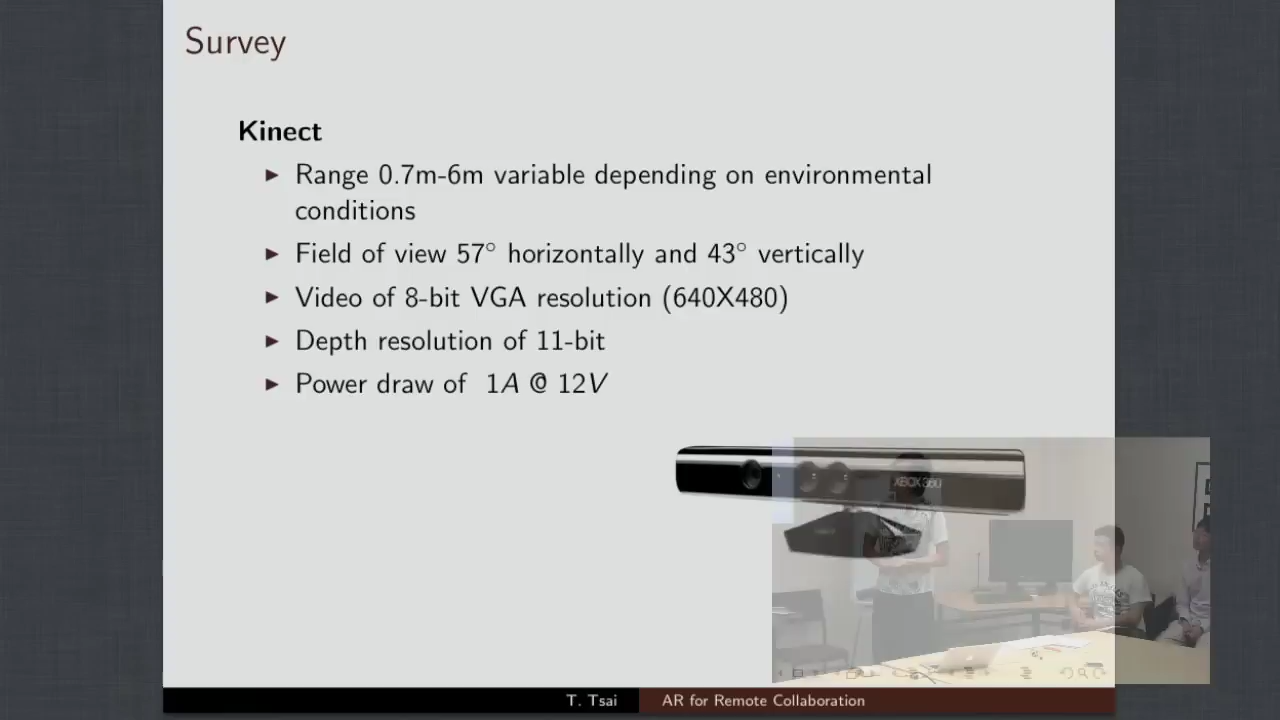 Survey
Kinect
Range 0.7m-6m variable depending on environmental
conditions
Field of view 57° horizontally and 43° vertically
Video of 8-bit VGA resolution (640X480)
Depth resolution of 11-bit
Power draw of 1A @ 12V
XBOX 360
T. Tsai
AR for Remote Collaboration